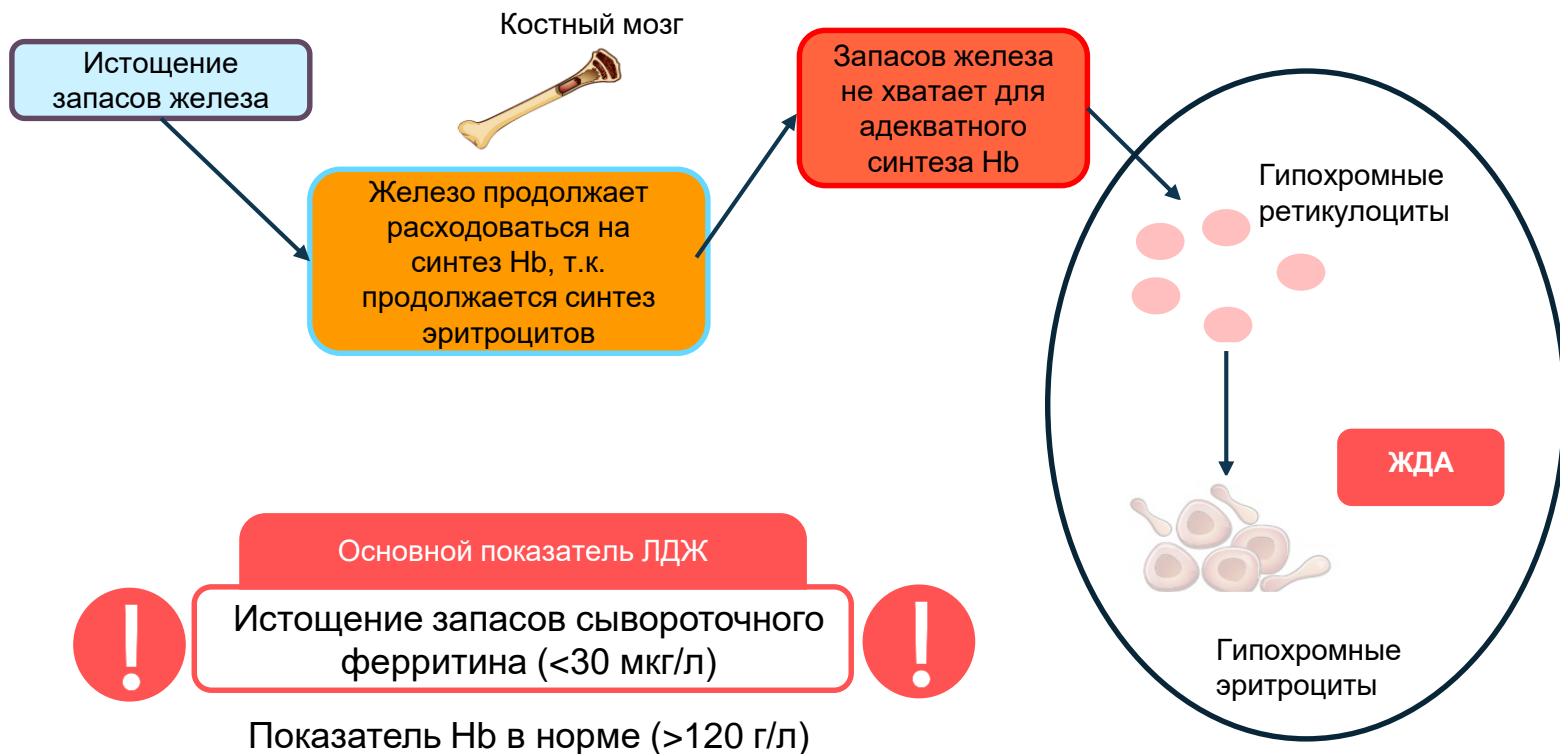 Костный мозг
Истощение
запасов железа
Железо продолжает
расходоваться на
синтез Hb, т.к.
продолжается синтез
эритроцитов
Запасов железа
не хватает для
адекватного
синтеза Hb
Гипохромные
ретикулоциты
ЖДА
Гипохромные
эритроциты
Основной показатель ЛДЖ
! Истощение запасов сывороточного !
ферритина (<30 мкг/л)
Показатель Hb в норме (>120 г/л)